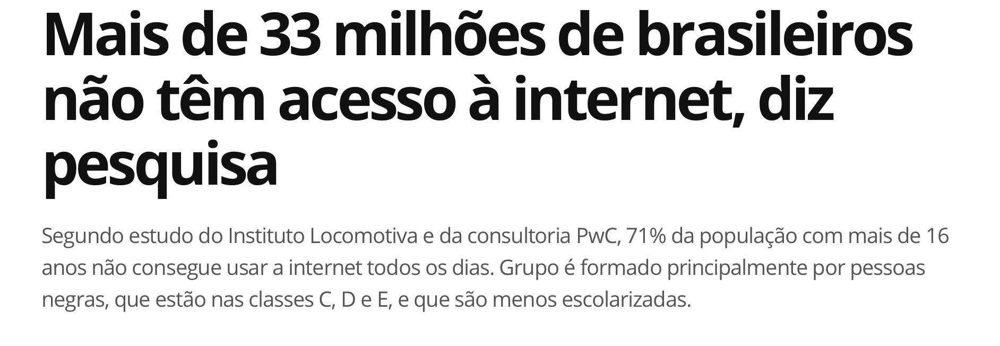 Mais de 33 milhões de brasileiros
não têm acesso à internet, diz
pesquisa
Segundo estudo do Instituto Locomotiva e da consultoria PwC, 71% da população com mais de 16
anos não consegue usar a internet todos os dias. Grupo é formado principalmente por pessoas
negras, que estão nas classes C, D e E, e que são menos escolarizadas.